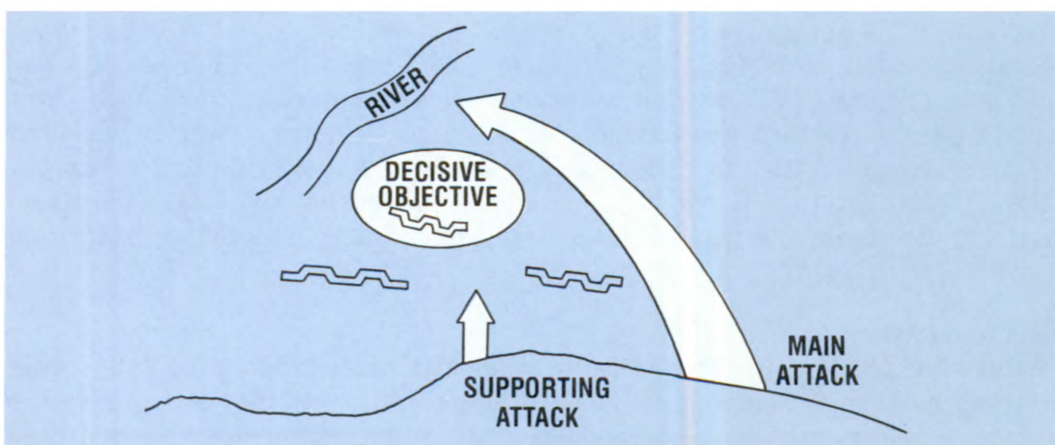 RIVER
DECISIVE
OBJECTIVE
MAIN
ATTACK
SUPPORTING
ATTACK